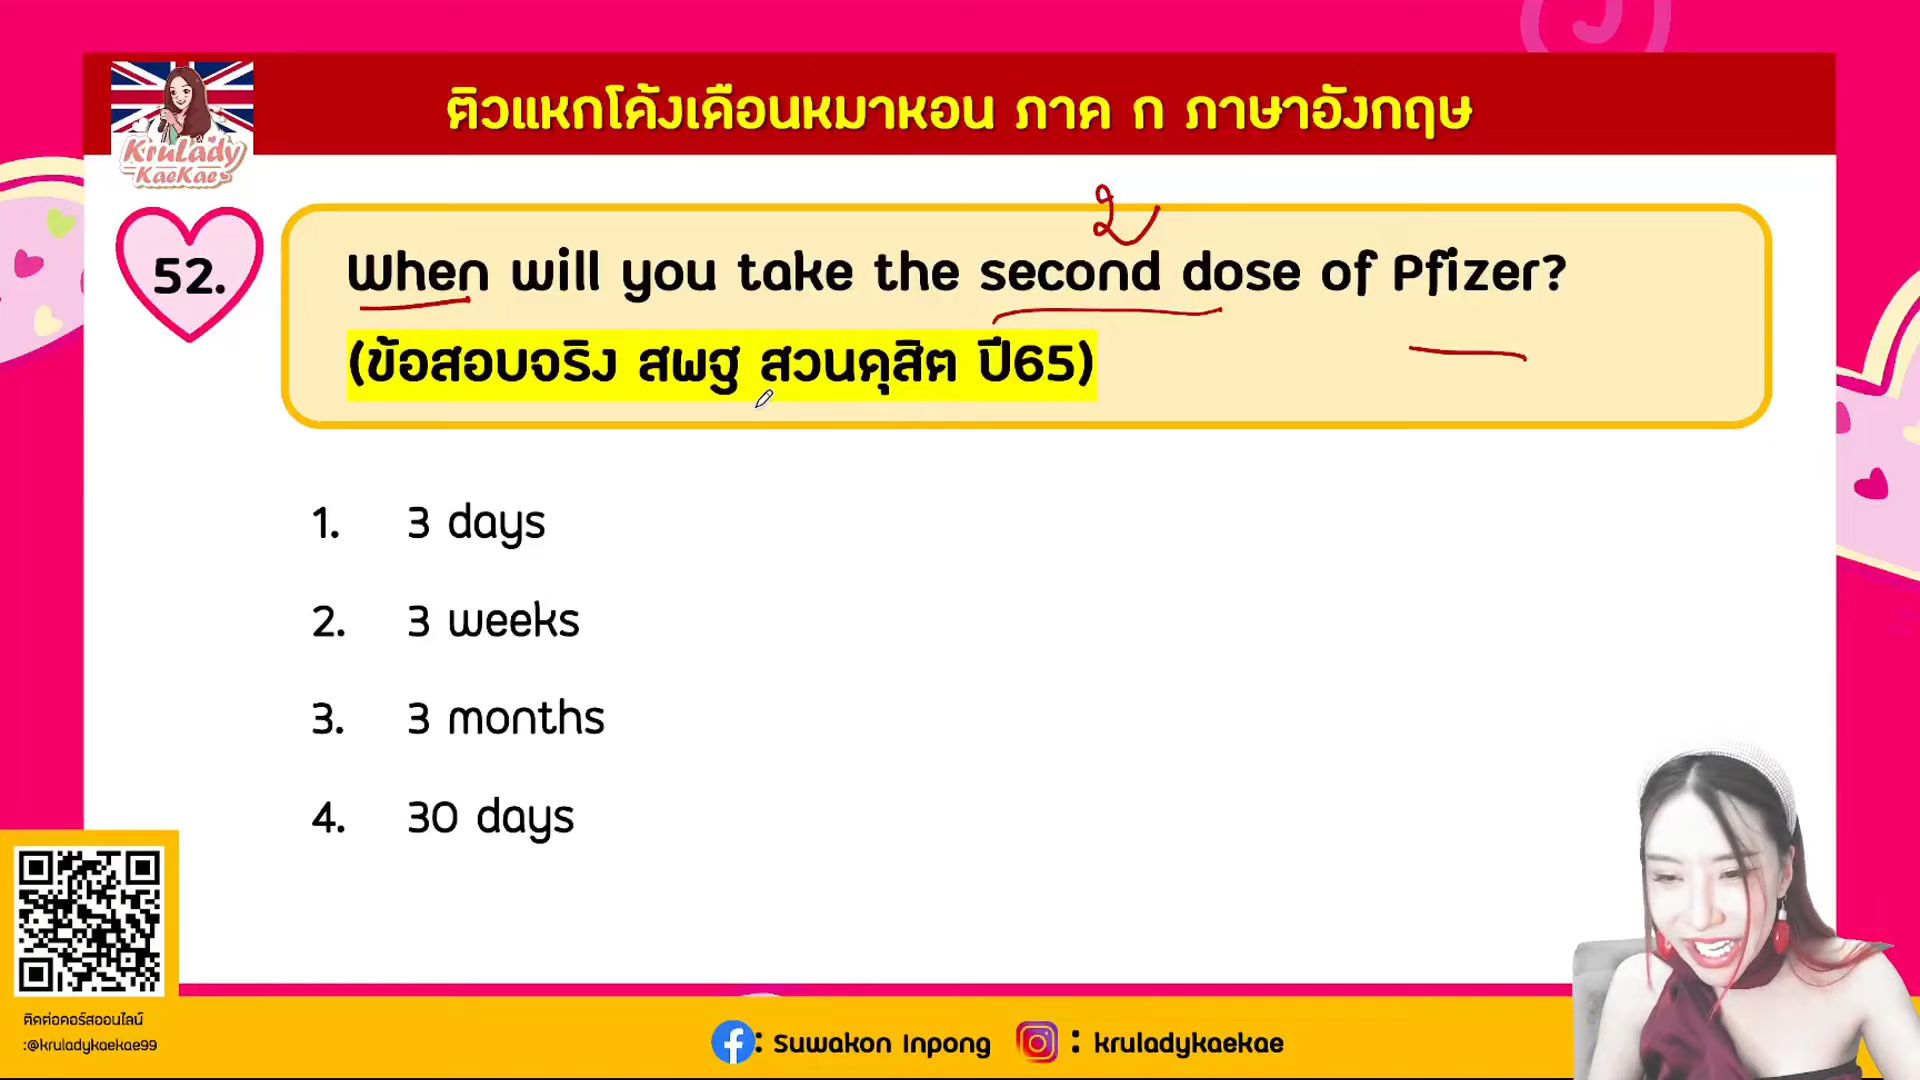 ติวแหกโค้งเดือนหมาหอน ภาค ก ภาษาอังกฤษ
KruLady
KaeKae
52.
When will you take the second dose of Pfizer?
๒
(ข้อสอบจริง สพฐ สวนดุสิต ปี65)
1. 3 days
2. 3 weeks
3. 3 months
4. 30 days
ติดต่อคอร์สออนไลน์
:@kruladykaekae99
: Suwakon Inpong
: kruladykaekae